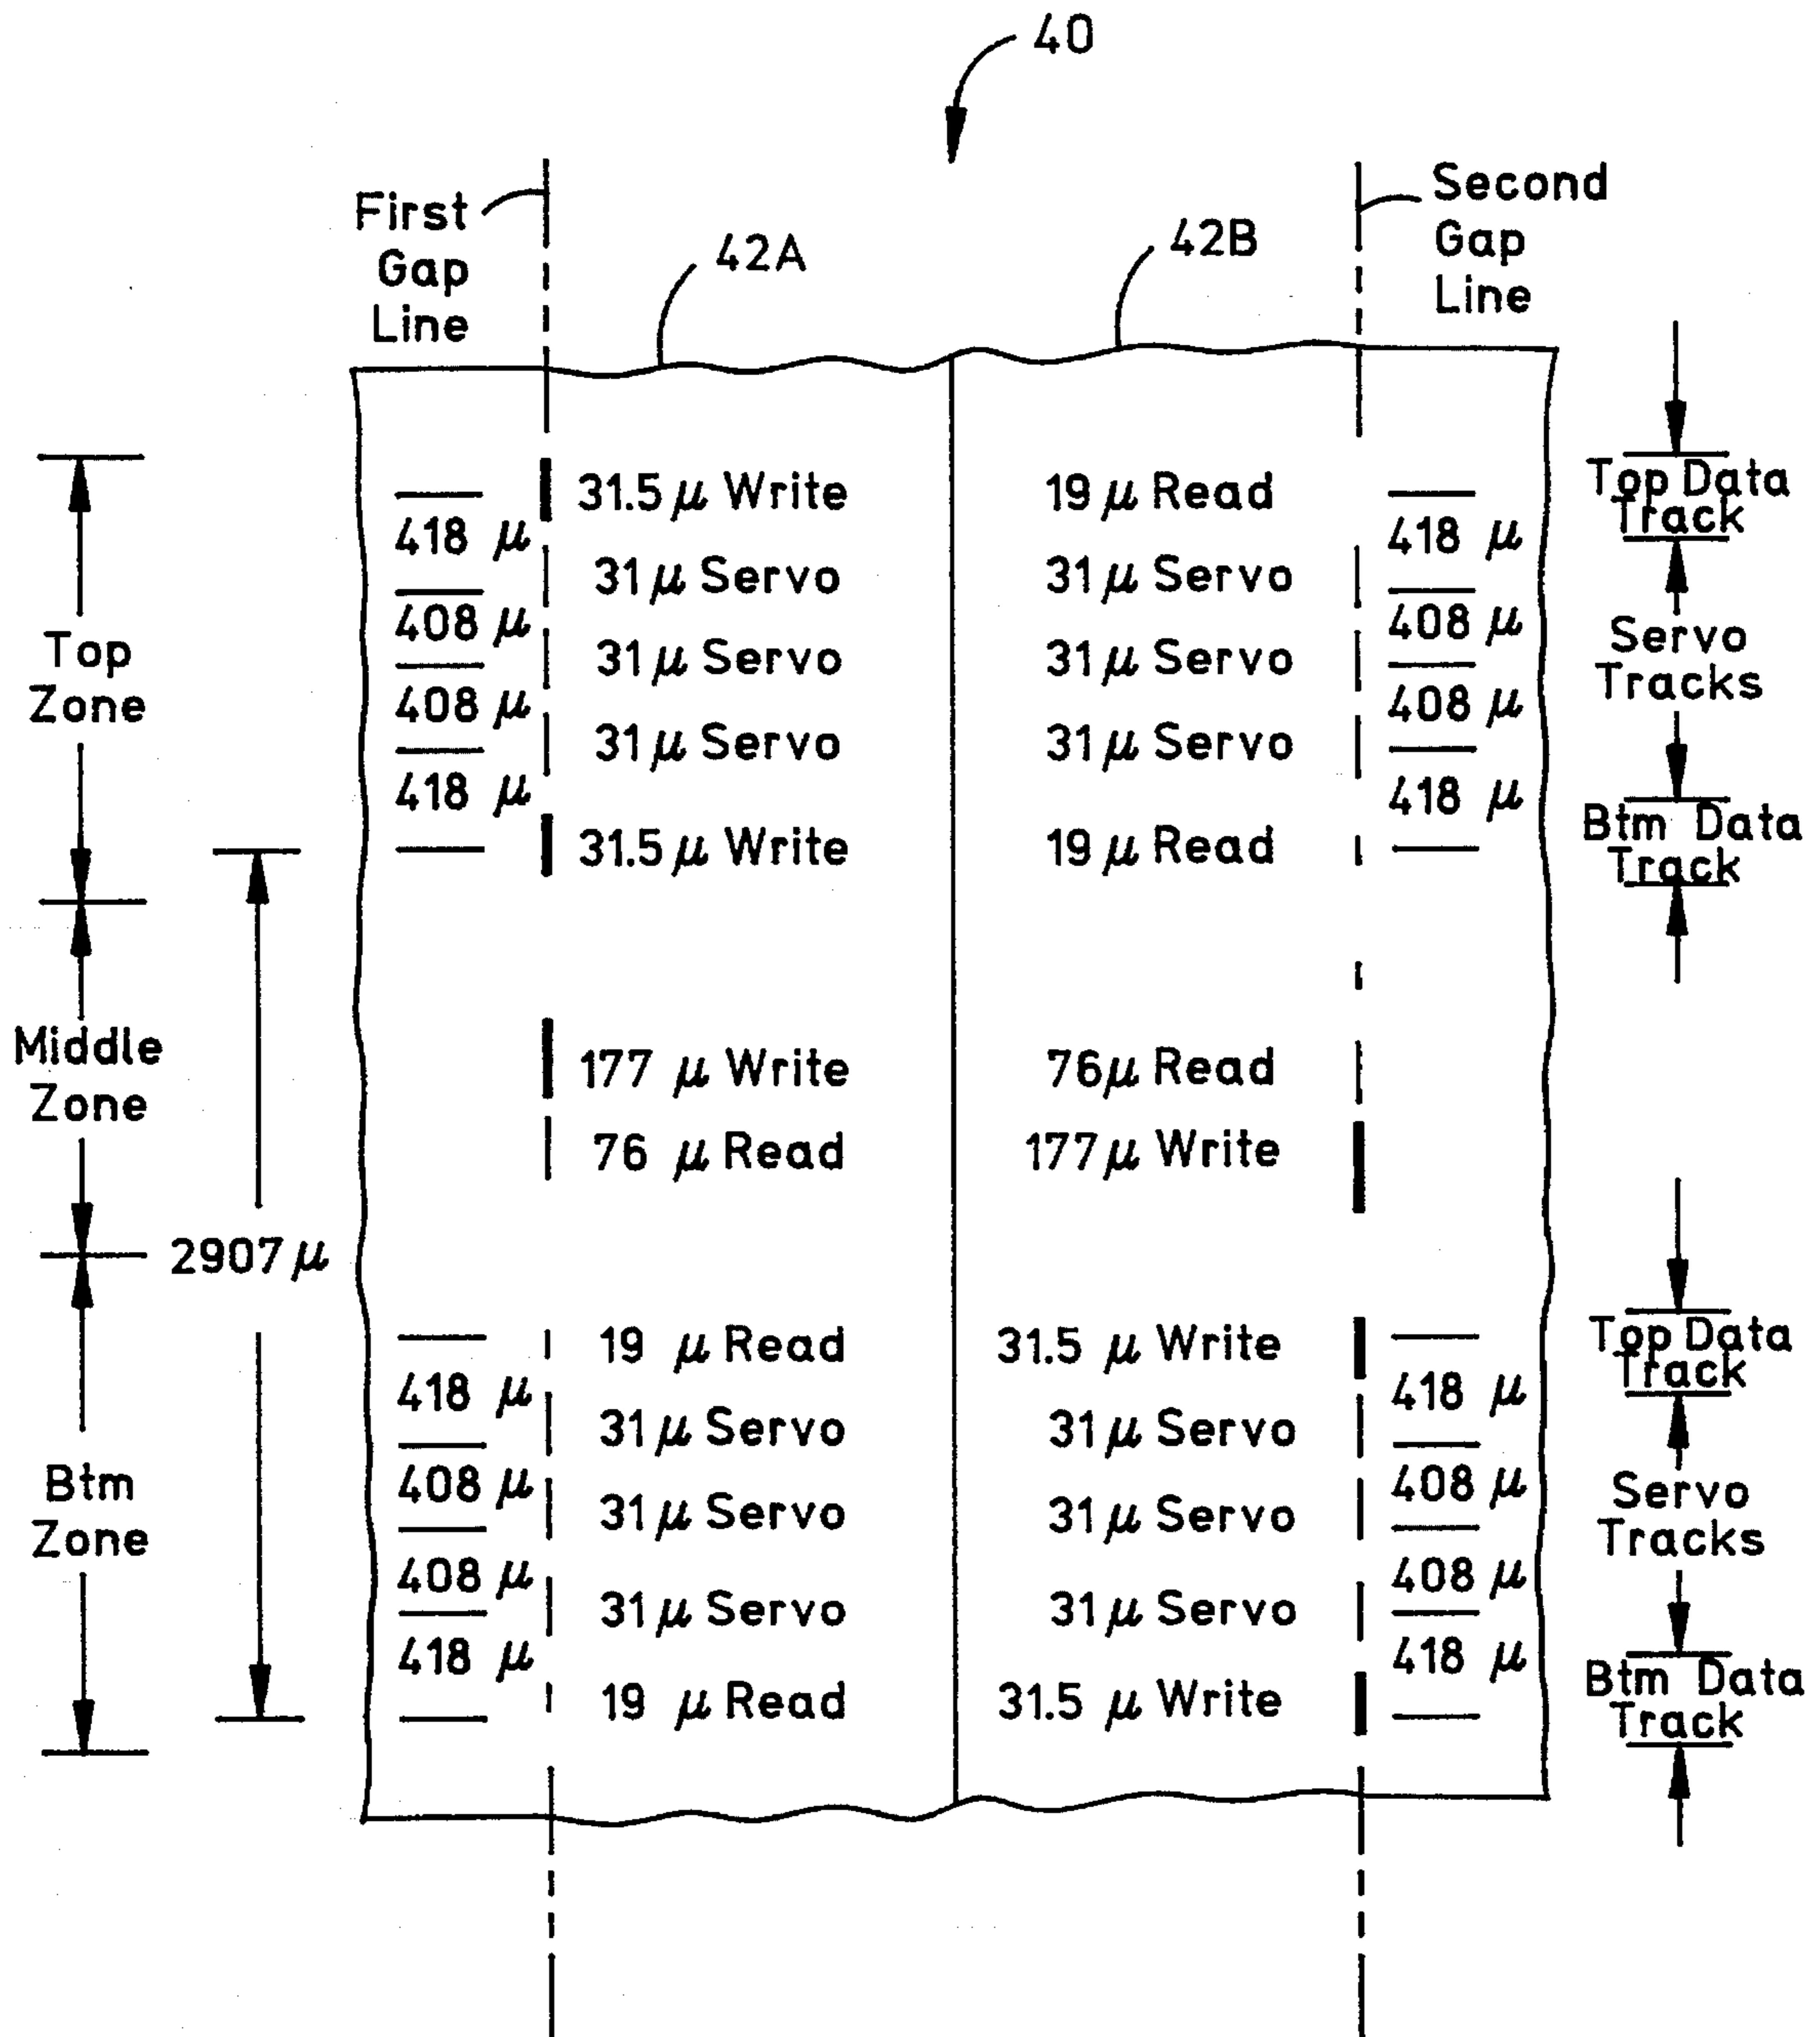 40
First
Gap
Line
42A
42B
Second
Gap
Line
31.5 μ Write
19 μ Read
Top Data
Track
418 μ
418 μ
31 μ Servo
31 μ Servo
408 μ
408 μ
Top
Zone
31 μ Servo
31 μ Servo
Servo
Tracks
408 μ
408 μ
31 μ Servo
31 μ Servo
418 μ
418 μ
31.5 μ Write
19 μ Read
Btm Data
Track
Middle
Zone
177 μ Write
76 μ Read
76 μ Read
177 μ Write
2907 μ
19 μ Read
31.5 μ Write
Top Data
Track
418 μ
418 μ
31 μ Servo
31 μ Servo
408 μ
408 μ
Btm
Zone
31 μ Servo
31 μ Servo
Servo
Tracks
408 μ
408 μ
31 μ Servo
31 μ Servo
418 μ
418 μ
19 μ Read
31.5 μ Write
Btm Data
Track